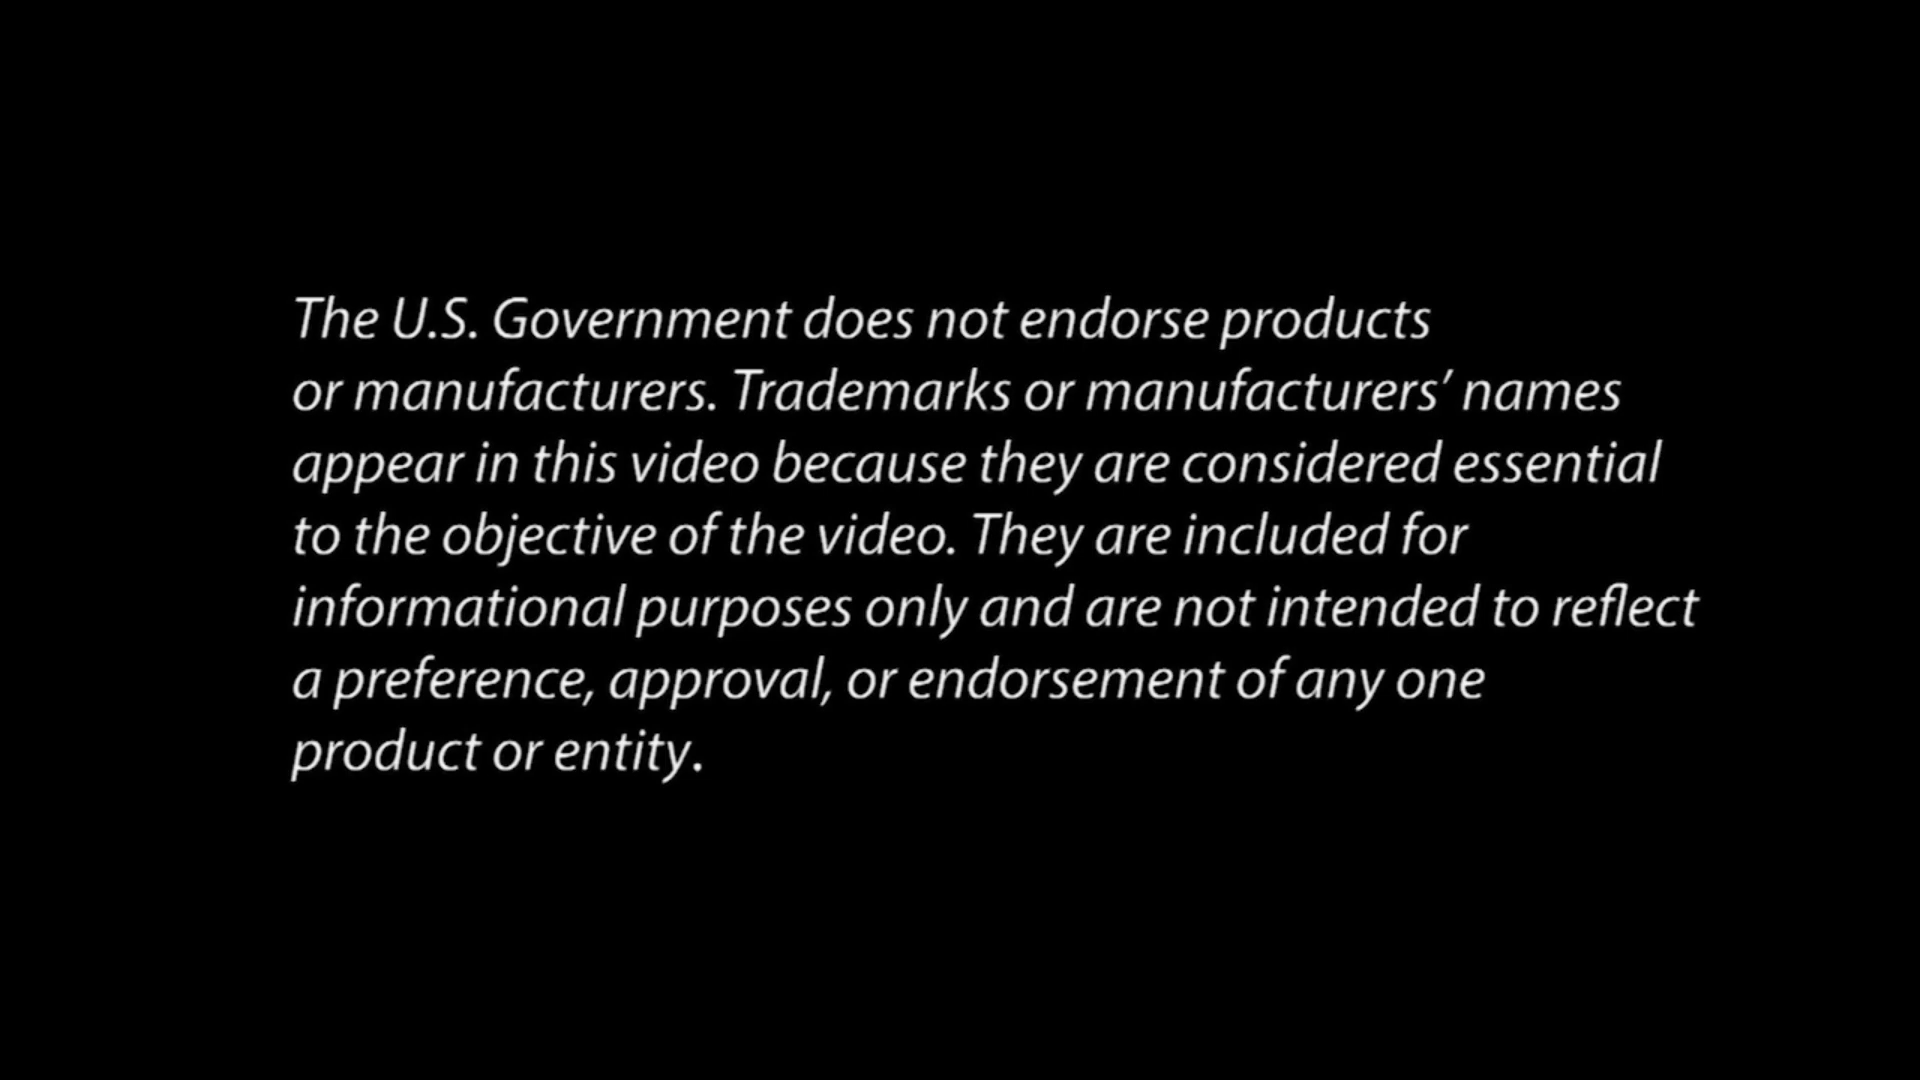 The U.S. Government does not endorse products
or manufacturers. Trademarks or manufacturers’ names
appear in this video because they are considered essential
to the objective of the video. They are included for
informational purposes only and are not intended to reflect
a preference, approval, or endorsement of any one
product or entity.